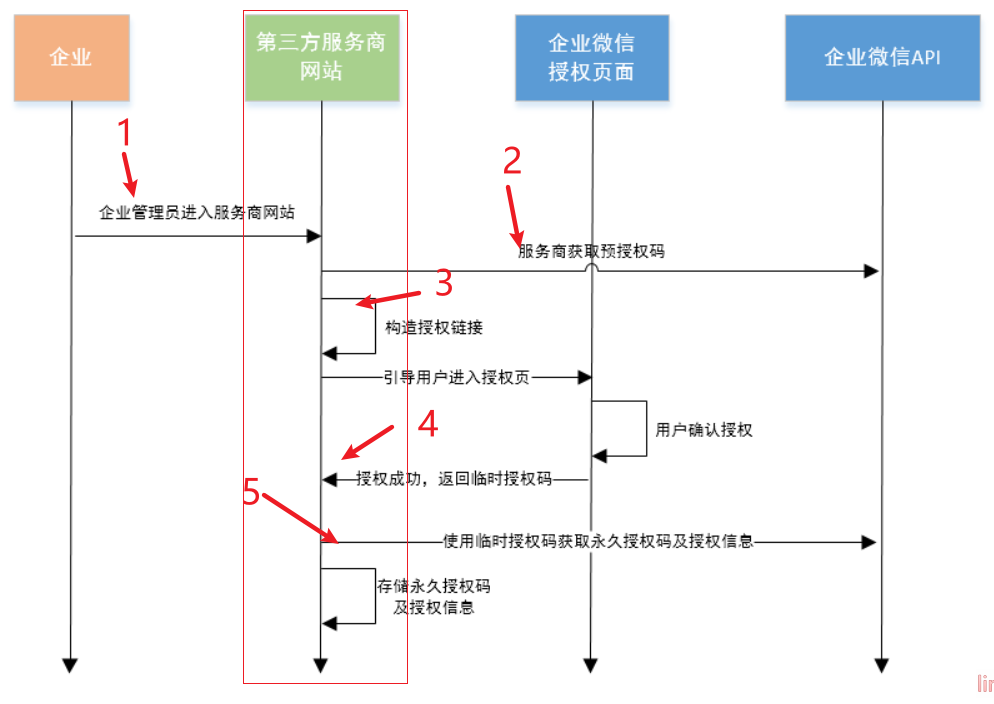 企业
第三方服务商
网站
企业微信
授权页面
企业微信API
1
企业管理员进入服务商网站
2
服务商获取预授权码
3
构造授权链接
引导用户进入授权页
用户确认授权
4
授权成功，返回临时授权码
5
使用临时授权码获取永久授权码及授权信息
存储永久授权码
及授权信息